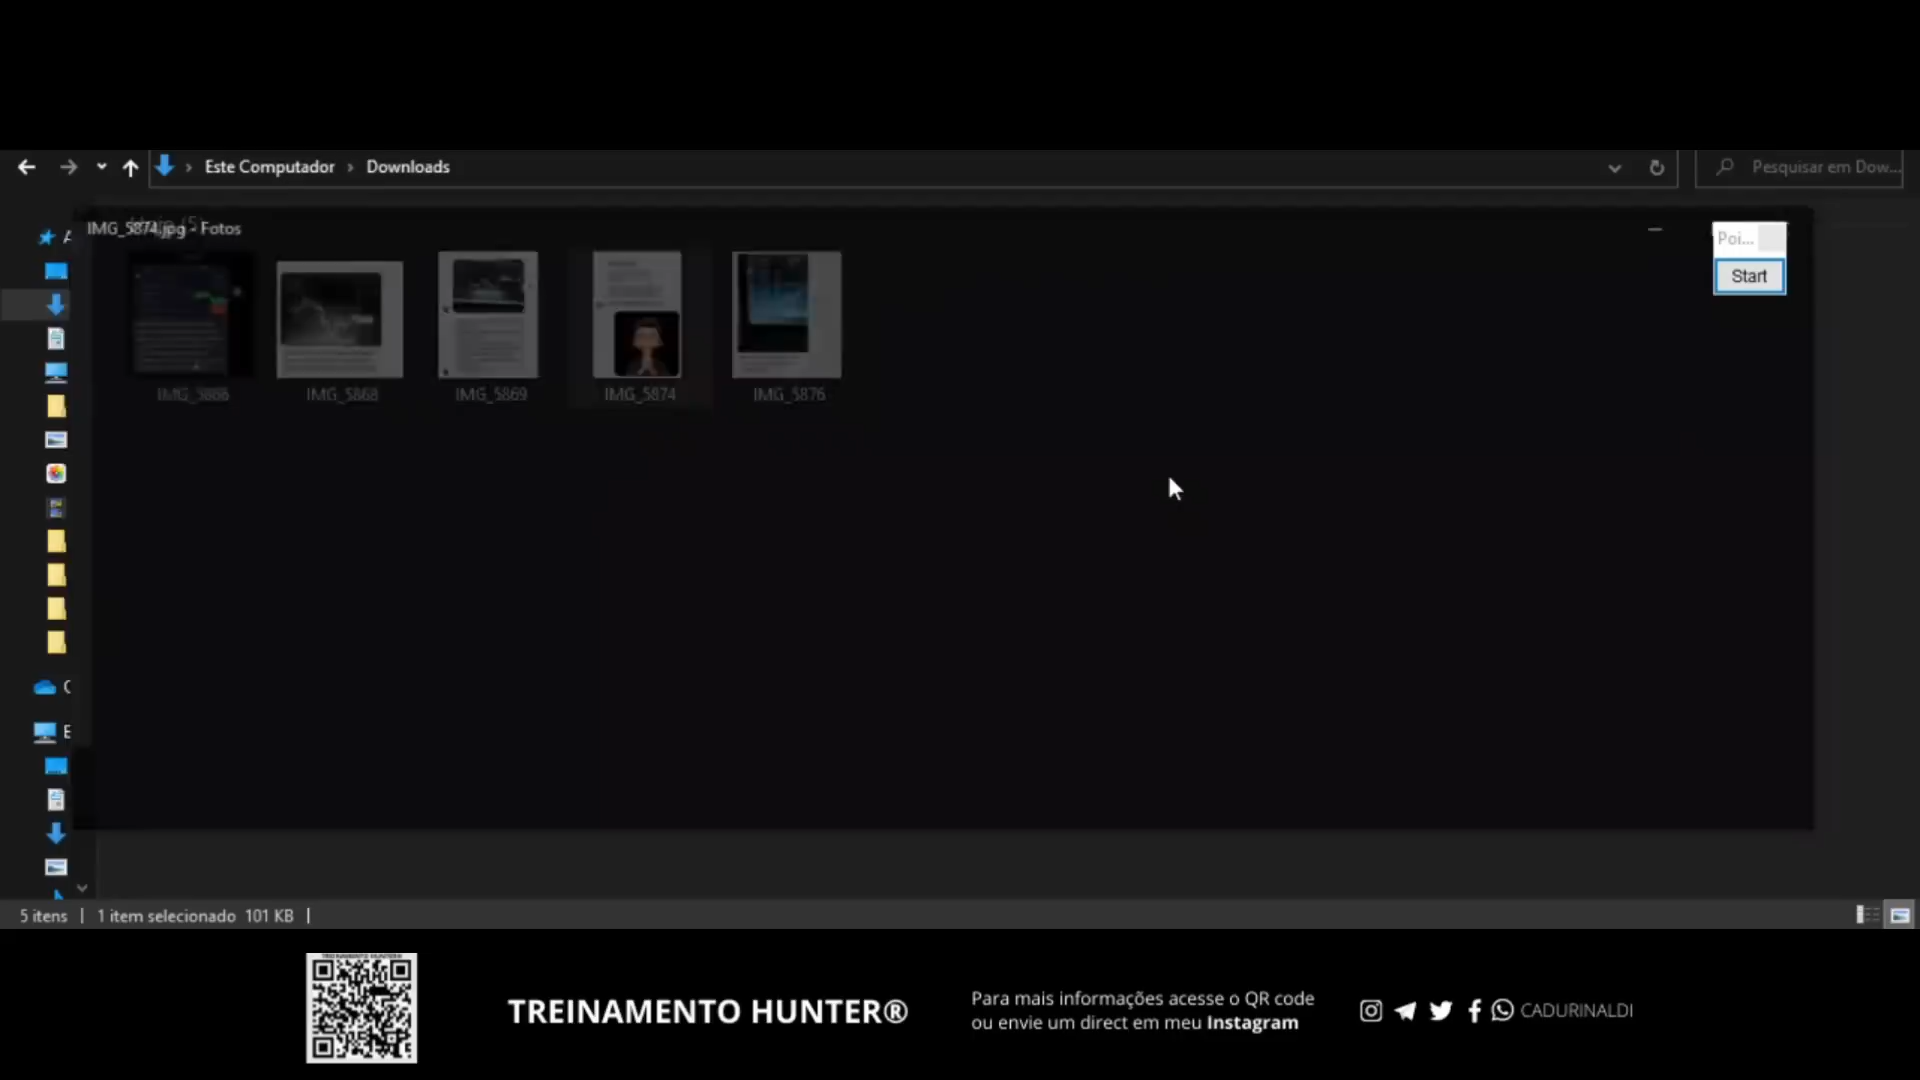 Este Computador
Downloads
Pesquisar em Dow...
IMG_5874.jpg - Fotos
Poi...
Start
IMG_5868
IMG_5869
IMG_5874
IMG_5876
5 itens
1 item selecionado 101 KB
TREINAMENTO HUNTER®
Para mais informações acesse o QR code
ou envie um direct em meu Instagram
CADURINALDI